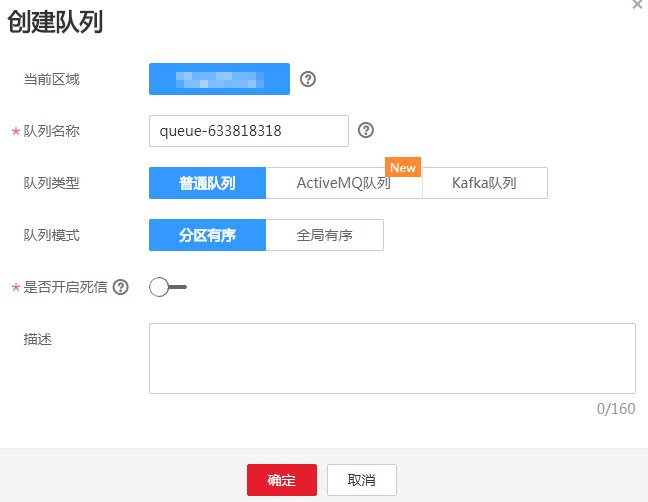 创建队列
当前区域
* 队列名称 queue-633818318
队列类型 普通队列 ActiveMQ队列 New Kafka队列
队列模式 分区有序 全局有序
* 是否开启死信
描述
0/160
确定 取消